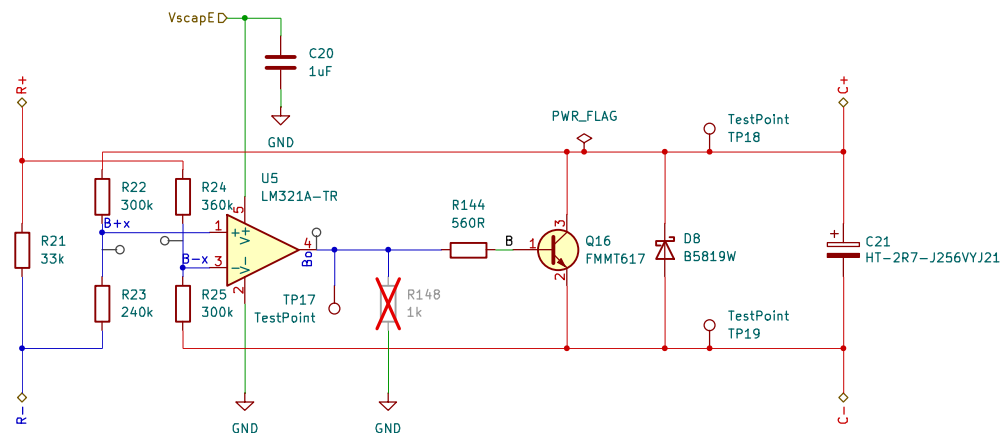 VscapE
C20
1uF
GND
R+
C+
PWR_FLAG
TestPoint
TP18
R22
300k
R24
360k
U5
LM321A-TR
5
V+
+
1
B+x
R21
33k
B-x
3
-
V-
2
4
Bo
R144
560R
B
1
3
2
Q16
FMMT617
D8
B5819W
+
C21
HT-2R7-J256VYJ21
R23
240k
R25
300k
TP17
TestPoint
R148
1k
TestPoint
TP19
R-
GND
GND
C-